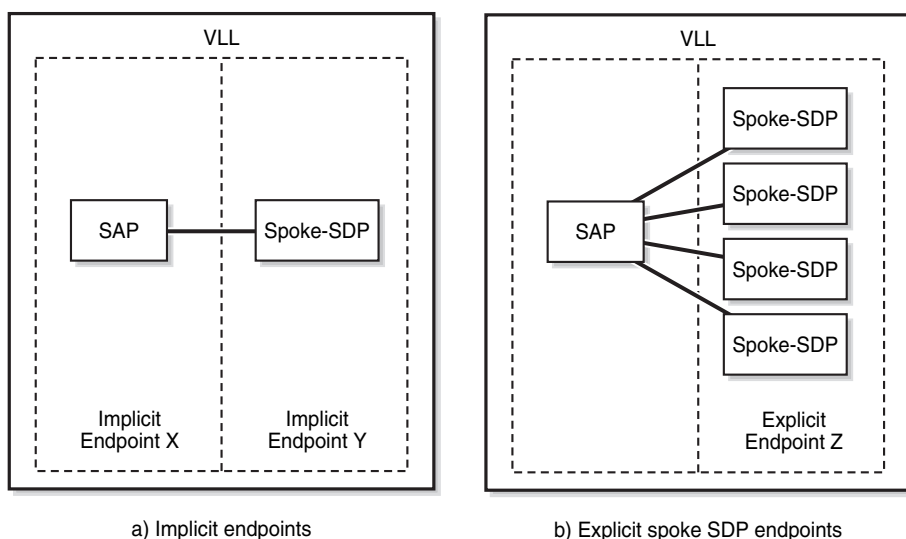 VLL
SAP
Spoke-SDP
Implicit
Endpoint X
Implicit
Endpoint Y
a) Implicit endpoints
VLL
SAP
Spoke-SDP
Spoke-SDP
Spoke-SDP
Spoke-SDP
Explicit
Endpoint Z
b) Explicit spoke SDP endpoints